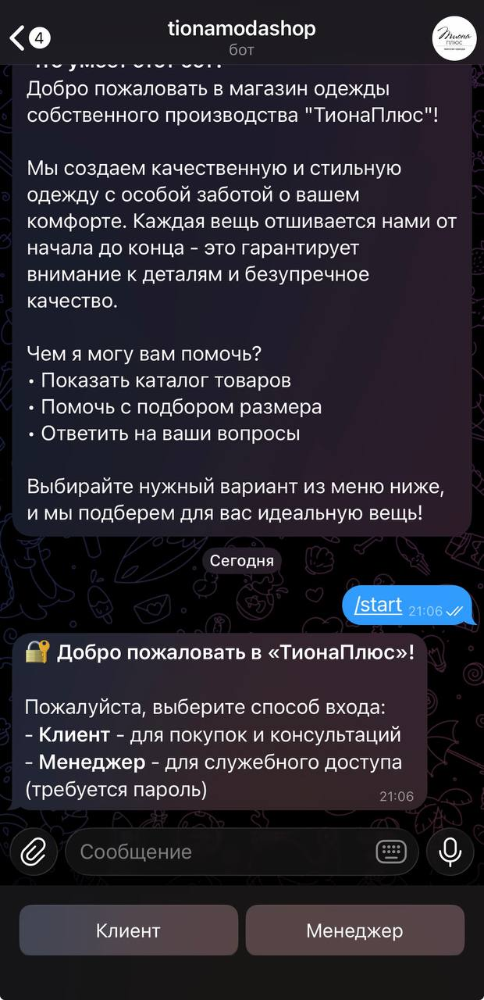 4
tionamodashop
бот
Тиона
ПЛЮС
Добро пожаловать в магазин одежды
собственного производства "ТионаПлюс"!
Мы создаем качественную и стильную
одежду с особой заботой о вашем
комфорте. Каждая вещь отшивается нами от
начала до конца - это гарантирует
внимание к деталям и безупречное
качество.
Чем я могу вам помочь?
• Показать каталог товаров
• Помочь с подбором размера
• Ответить на ваши вопросы
Выбирайте нужный вариант из меню ниже,
и мы подберем для вас идеальную вещь!
Сегодня
/start 21:06
🔐 Добро пожаловать в «ТионаПлюс»!
Пожалуйста, выберите способ входа:
- Клиент - для покупок и консультаций
- Менеджер - для служебного доступа
(требуется пароль)
21:06
Сообщение
Клиент
Менеджер